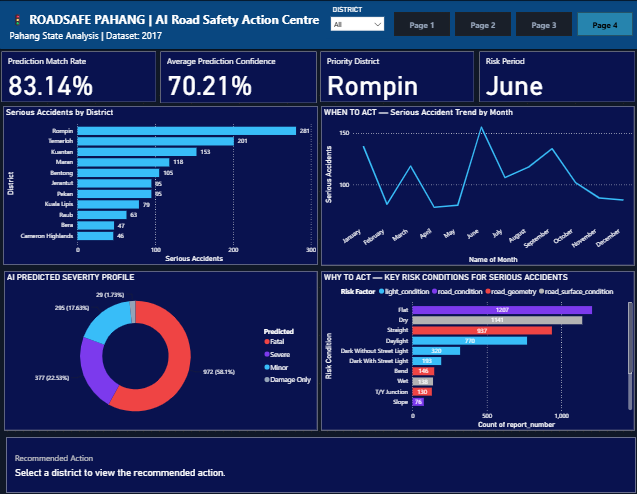 ROADSAFE PAHANG | AI Road Safety Action Centre
Pahang State Analysis | Dataset: 2017
DISTRICT
All
Page 1
Page 2
Page 3
Page 4
Prediction Match Rate
83.14%
Average Prediction Confidence
70.21%
Priority District
Rompin
Risk Period
June
Serious Accidents by District
District
Rompin 281
Temerloh 201
Kuantan 153
Maran 118
Bentong 105
Jerantut 95
Pekan 95
Kuala Lipis 79
Raub 63
Bera 47
Cameron Highlands 46
0 100 200 300
Serious Accidents
WHEN TO ACT — Serious Accident Trend by Month
Serious Accidents
150
100
January February March April May June July August September October November December
Name of Month
AI PREDICTED SEVERITY PROFILE
29 (1.73%)
295 (17.63%)
377 (22.53%)
972 (58.1%)
Predicted
Fatal
Severe
Minor
Damage Only
WHY TO ACT — KEY RISK CONDITIONS FOR SERIOUS ACCIDENTS
Risk Factor light_condition road_condition road_geometry road_surface_condition
Risk Condition
Flat 1207
Dry 1141
Straight 937
Daylight 770
Dark Without Street Light 320
Dark With Street Light 193
Bend 146
Wet 138
T/Y Junction 130
Slope 76
0 500 1,000
Count of report_number
Recommended Action
Select a district to view the recommended action.